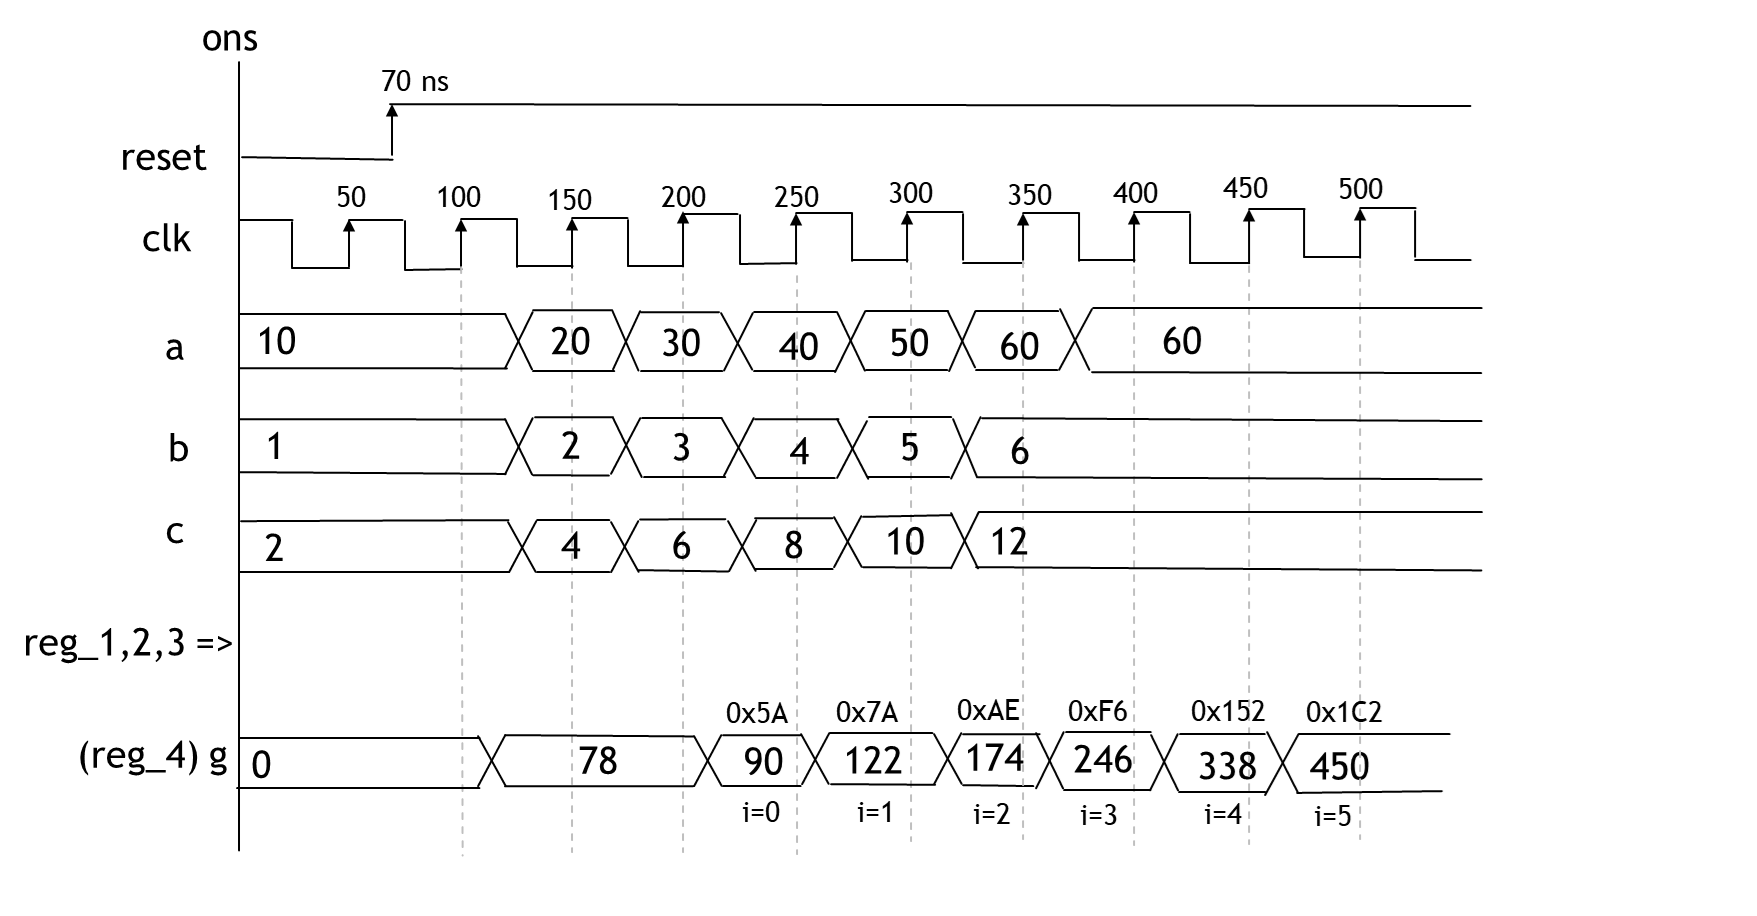 ons
70 ns
reset
50 100 150 200 250 300 350 400 450 500
clk
a 10 20 30 40 50 60 60
b 1 2 3 4 5 6
c 2 4 6 8 10 12
reg_1,2,3 =>
0x5A 0x7A 0xAE 0xF6 0x152 0x1C2
(reg_4) g 0 78 90 122 174 246 338 450
i=0 i=1 i=2 i=3 i=4 i=5